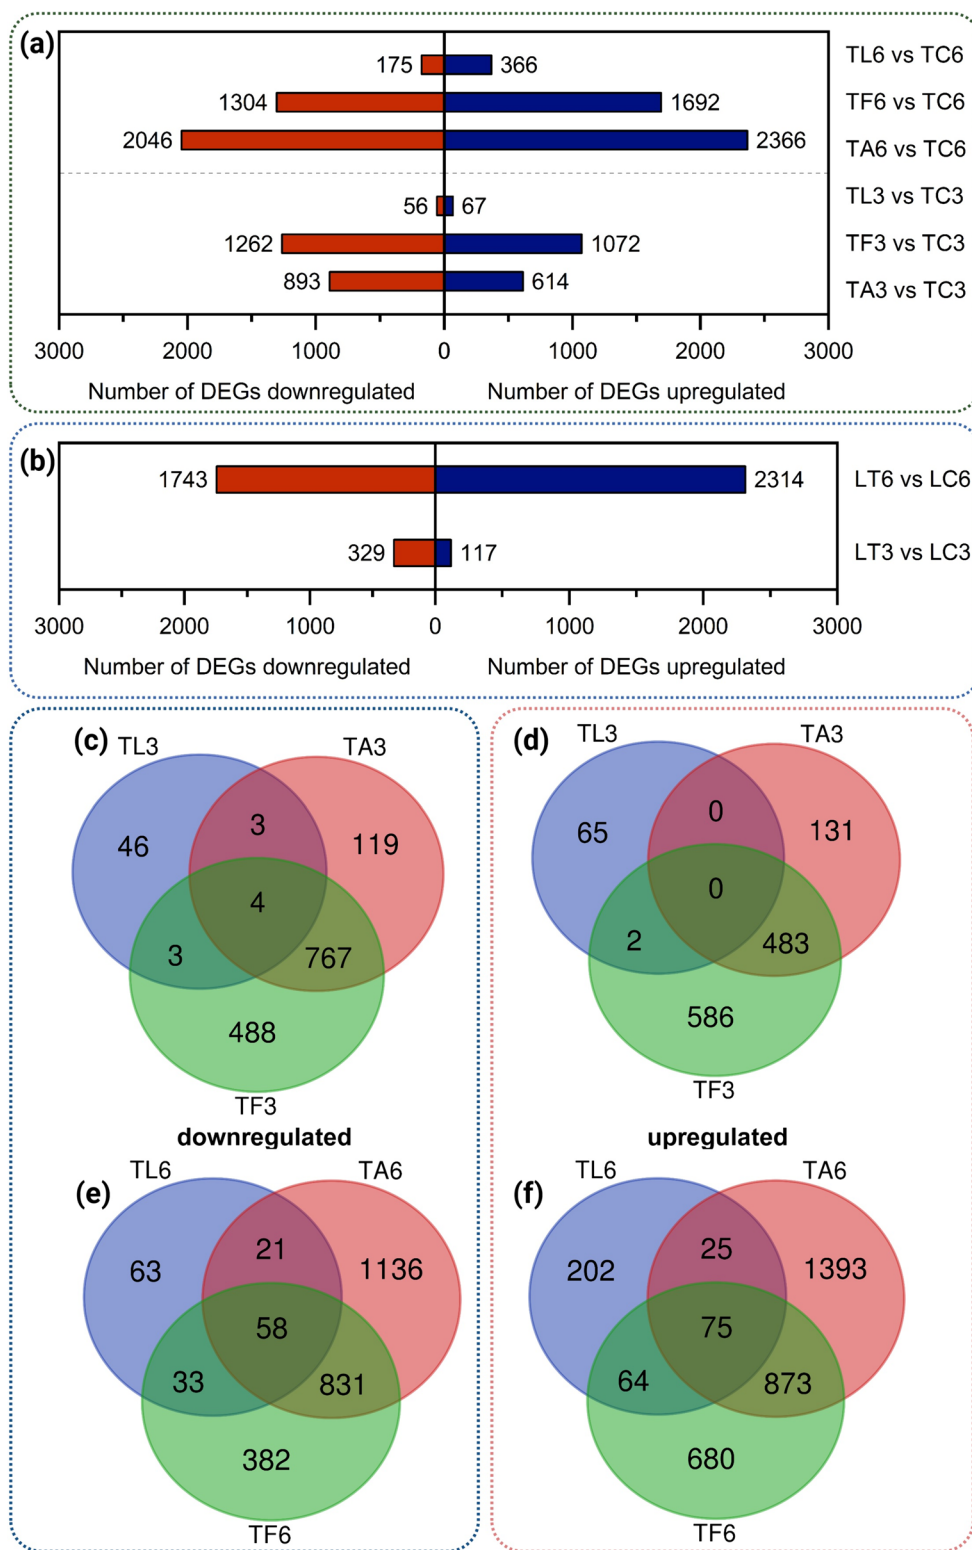 (a)
175 366 TL6 vs TC6
1304 1692 TF6 vs TC6
2046 2366 TA6 vs TC6
56 67 TL3 vs TC3
1262 1072 TF3 vs TC3
893 614 TA3 vs TC3
3000 2000 1000 0 1000 2000 3000
Number of DEGs downregulated Number of DEGs upregulated
(b)
1743 2314 LT6 vs LC6
329 117 LT3 vs LC3
3000 2000 1000 0 1000 2000 3000
Number of DEGs downregulated Number of DEGs upregulated
(c) TL3 TA3
46 3 119
4
3 767
488
TF3
downregulated
(d) TL3 TA3
65 0 131
0
2 483
586
TF3
upregulated
(e) TL6 TA6
63 21 1136
58
33 831
382
TF6
(f) TL6 TA6
202 25 1393
75
64 873
680
TF6